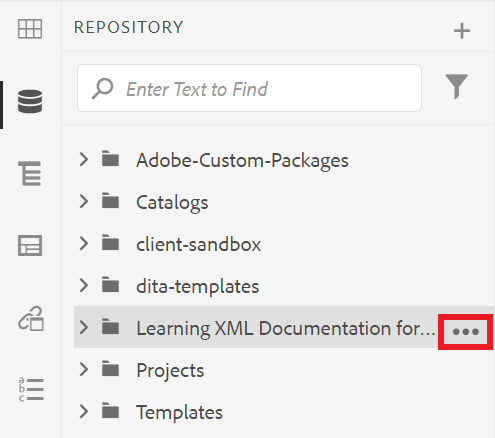 REPOSITORY
Enter Text to Find
Adobe-Custom-Packages
Catalogs
client-sandbox
dita-templates
Learning XML Documentation for...
Projects
Templates
a
b
c